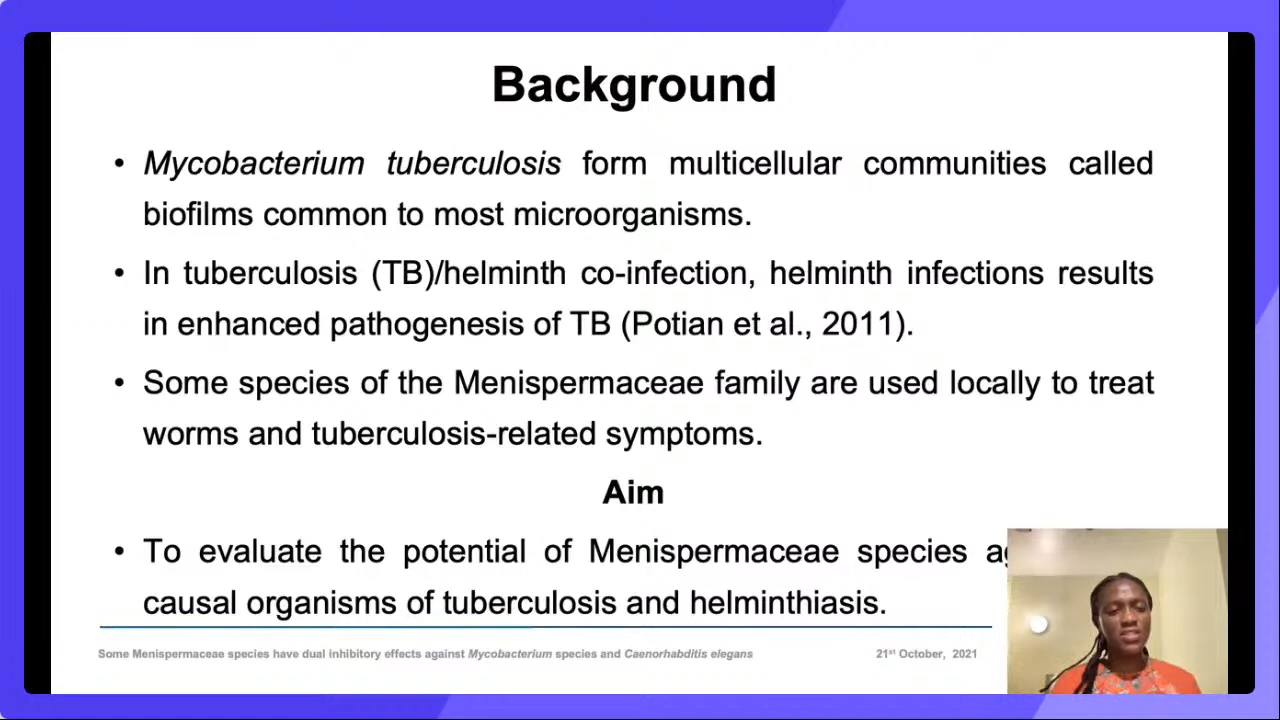 Background
• Mycobacterium tuberculosis form multicellular communities called
biofilms common to most microorganisms.
• In tuberculosis (TB)/helminth co-infection, helminth infections results
in enhanced pathogenesis of TB (Potian et al., 2011).
• Some species of the Menispermaceae family are used locally to treat
worms and tuberculosis-related symptoms.
Aim
• To evaluate the potential of Menispermaceae species
causal organisms of tuberculosis and helminthiasis.
Some Menispermaceae species have dual inhibitory effects against Mycobacterium species and Caenorhabditis elegans 21st October, 2021